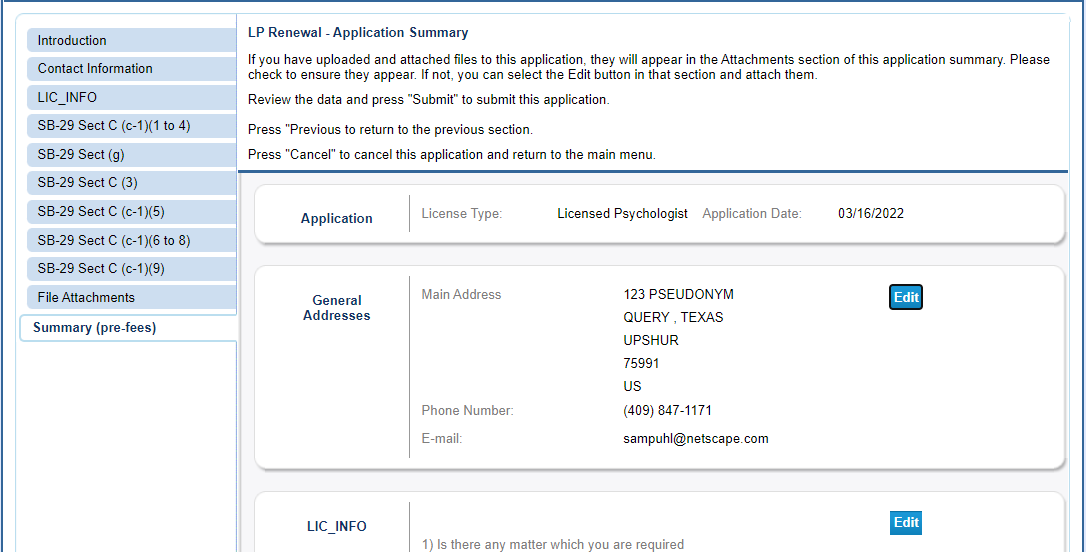 Introduction
Contact Information
LIC_INFO
SB-29 Sect C (c-1)(1 to 4)
SB-29 Sect (g)
SB-29 Sect C (3)
SB-29 Sect C (c-1)(5)
SB-29 Sect C (c-1)(6 to 8)
SB-29 Sect C (c-1)(9)
File Attachments
Summary (pre-fees)
LP Renewal - Application Summary
If you have uploaded and attached files to this application, they will appear in the Attachments section of this application summary. Please
check to ensure they appear. If not, you can select the Edit button in that section and attach them.
Review the data and press "Submit" to submit this application.
Press "Previous to return to the previous section.
Press "Cancel" to cancel this application and return to the main menu.
Application License Type: Licensed Psychologist Application Date: 03/16/2022
General
Addresses
Main Address 123 PSEUDONYM Edit
QUERY , TEXAS
UPSHUR
75991
US
Phone Number: (409) 847-1171
E-mail: sampuhl@netscape.com
LIC_INFO Edit
1) Is there any matter which you are required